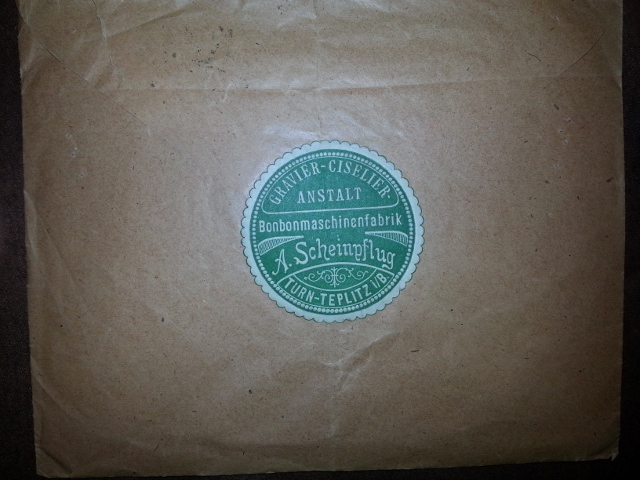 GRAVIER-CISELIER-
ANSTALT
Bonbonmaschinenfabrik
A. Scheinpflug
TURN-TEPLITZ i/B.